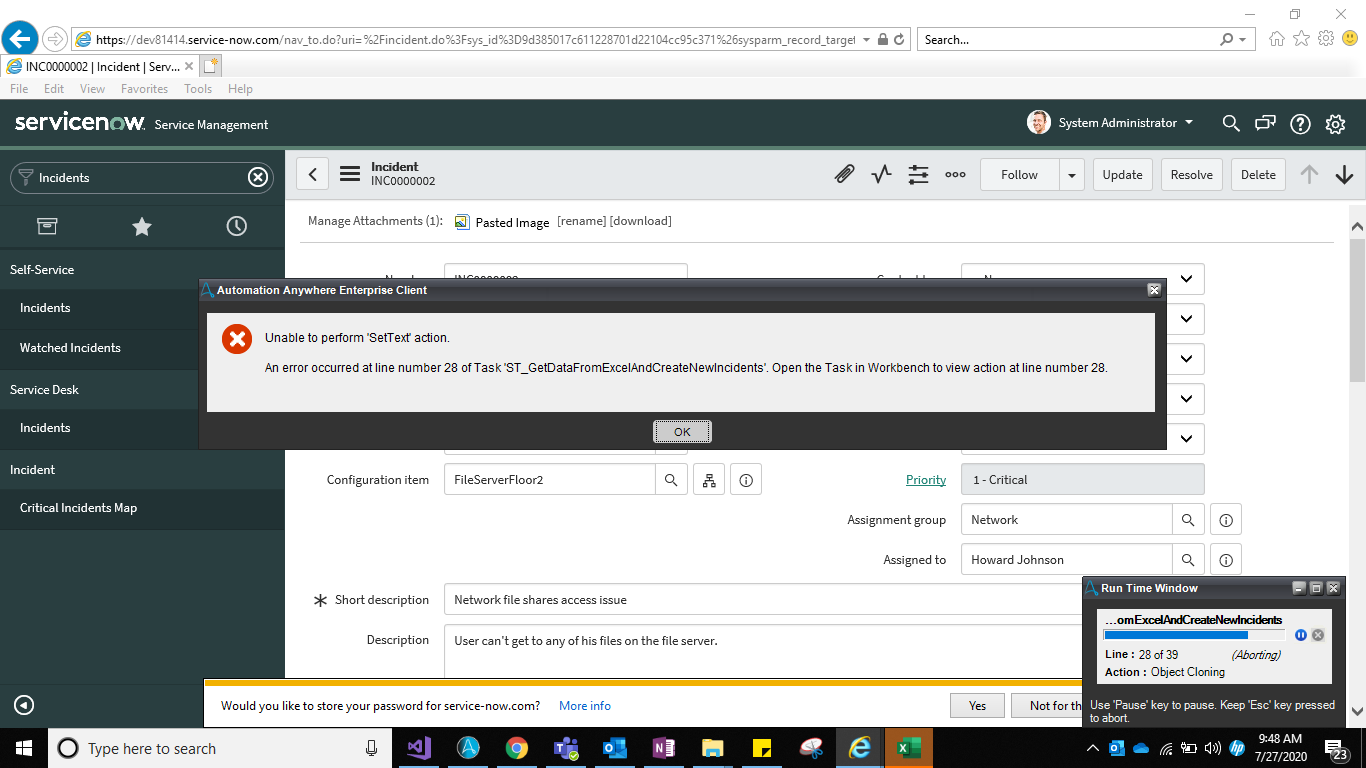 https://dev81414.service-now.com/nav_to.do?uri=%2Fincident.do%3Fsys_id%3D9d385017c611228701d22104cc95c371%26sysparm_record_target
Search...
INC0000002 | Incident | Serv...
File Edit View Favorites Tools Help
servicenow. Service Management
System Administrator
Incidents
Incident
INC0000002
Follow
Update
Resolve
Delete
Manage Attachments (1): Pasted Image [rename] [download]
Self-Service
Incidents
Watched Incidents
Service Desk
Incidents
Incident
Critical Incidents Map
Automation Anywhere Enterprise Client
Unable to perform 'SetText' action.
An error occurred at line number 28 of Task 'ST_GetDataFromExcelAndCreateNewIncidents'. Open the Task in Workbench to view action at line number 28.
OK
Configuration item FileServerFloor2
Priority 1 - Critical
Assignment group Network
Assigned to Howard Johnson
Short description Network file shares access issue
Description User can't get to any of his files on the file server.
Run Time Window
...omExcelAndCreateNewIncidents
Line : 28 of 39 (Aborting)
Action : Object Cloning
Use 'Pause' key to pause. Keep 'Esc' key pressed
to abort.
Would you like to store your password for service-now.com? More info
Yes
Not for th
Type here to search
9:48 AM
7/27/2020
23